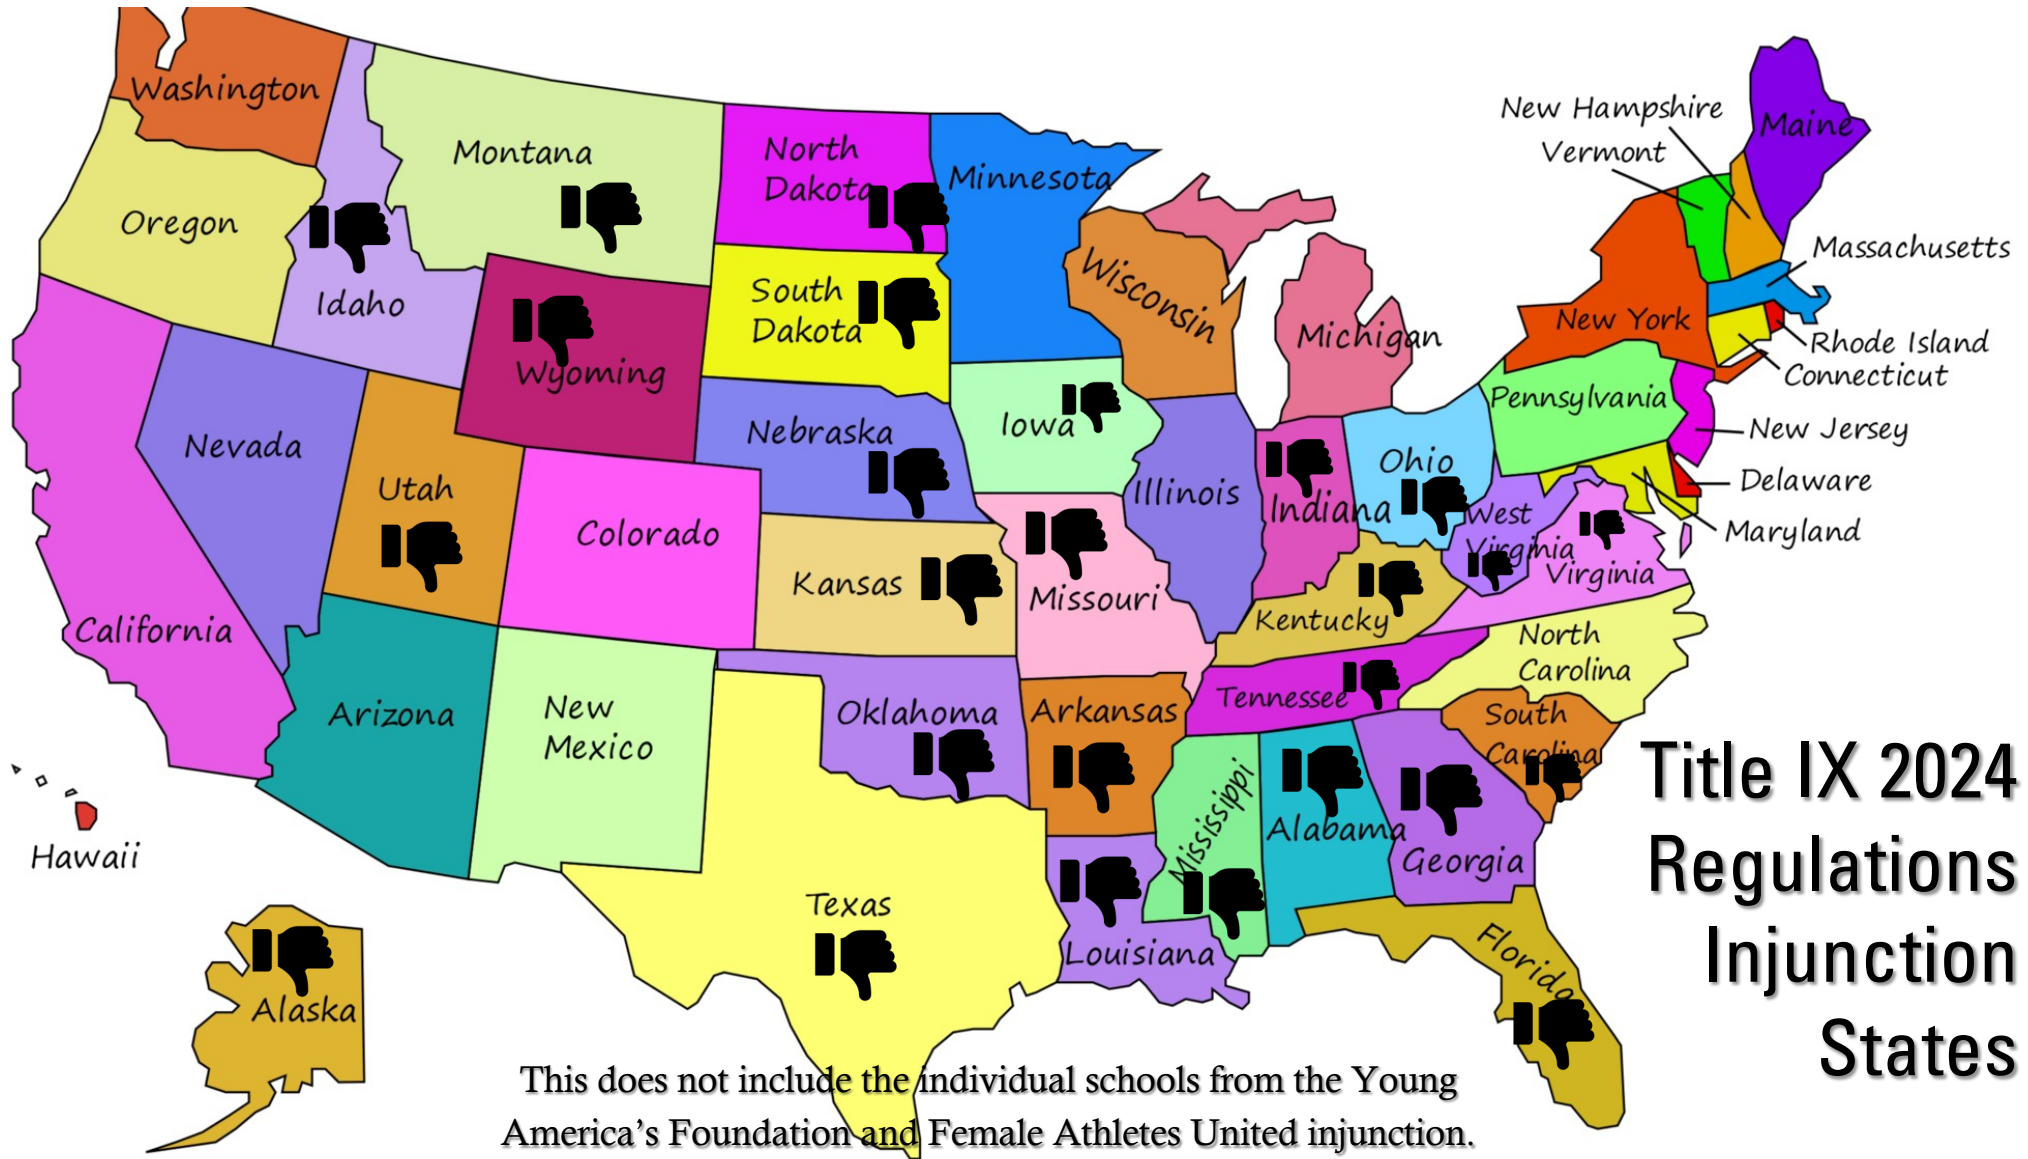 Washington
Montana
North
Dakota
Minnesota
New Hampshire
Vermont
Maine
Oregon
Idaho
Wyoming
South
Dakota
Wisconsin
Michigan
New York
Massachusetts
Rhode Island
Connecticut
Pennsylvania
New Jersey
Delaware
Maryland
Nevada
Utah
Colorado
Nebraska
Iowa
Illinois
Indiana
Ohio
West
Virginia
Virginia
California
Kansas
Missouri
Kentucky
North
Carolina
Tennessee
Arizona
New
Mexico
Oklahoma
Arkansas
South
Carolina
Mississippi
Alabama
Georgia
Hawaii
Alaska
Texas
Louisiana
Florida
Title IX 2024
Regulations
Injunction
States
This does not include the individual schools from the Young
America’s Foundation and Female Athletes United injunction.